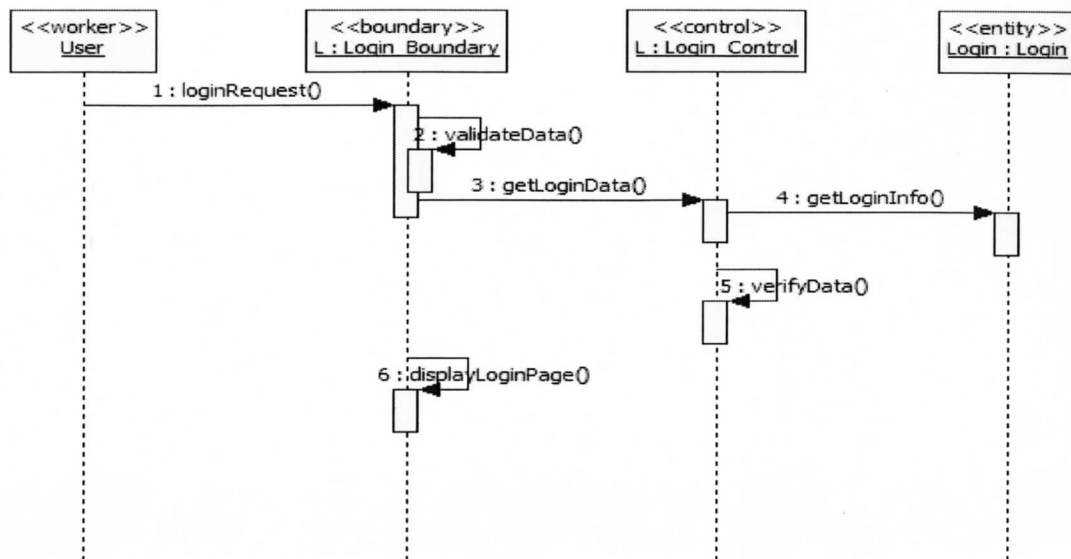 <<worker>>
User
<<boundary>>
L : Login_Boundary
<<control>>
L : Login_Control
<<entity>>
Login : Login
1 : loginRequest()
2 : validateData()
3 : getLoginData()
4 : getLoginInfo()
5 : verifyData()
6 : displayLoginPage()